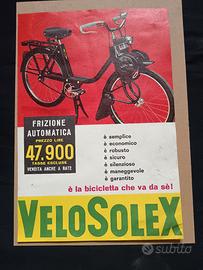 FRIZIONE
AUTOMATICA
PREZZO LIRE
47.900
TASSE ESCLUSE
VENDITA ANCHE A RATE
è semplice
è economico
è robusto
è sicuro
è silenzioso
è maneggevole
è garantito
è la bicicletta che va da sè!
VELOSOLEX
subito